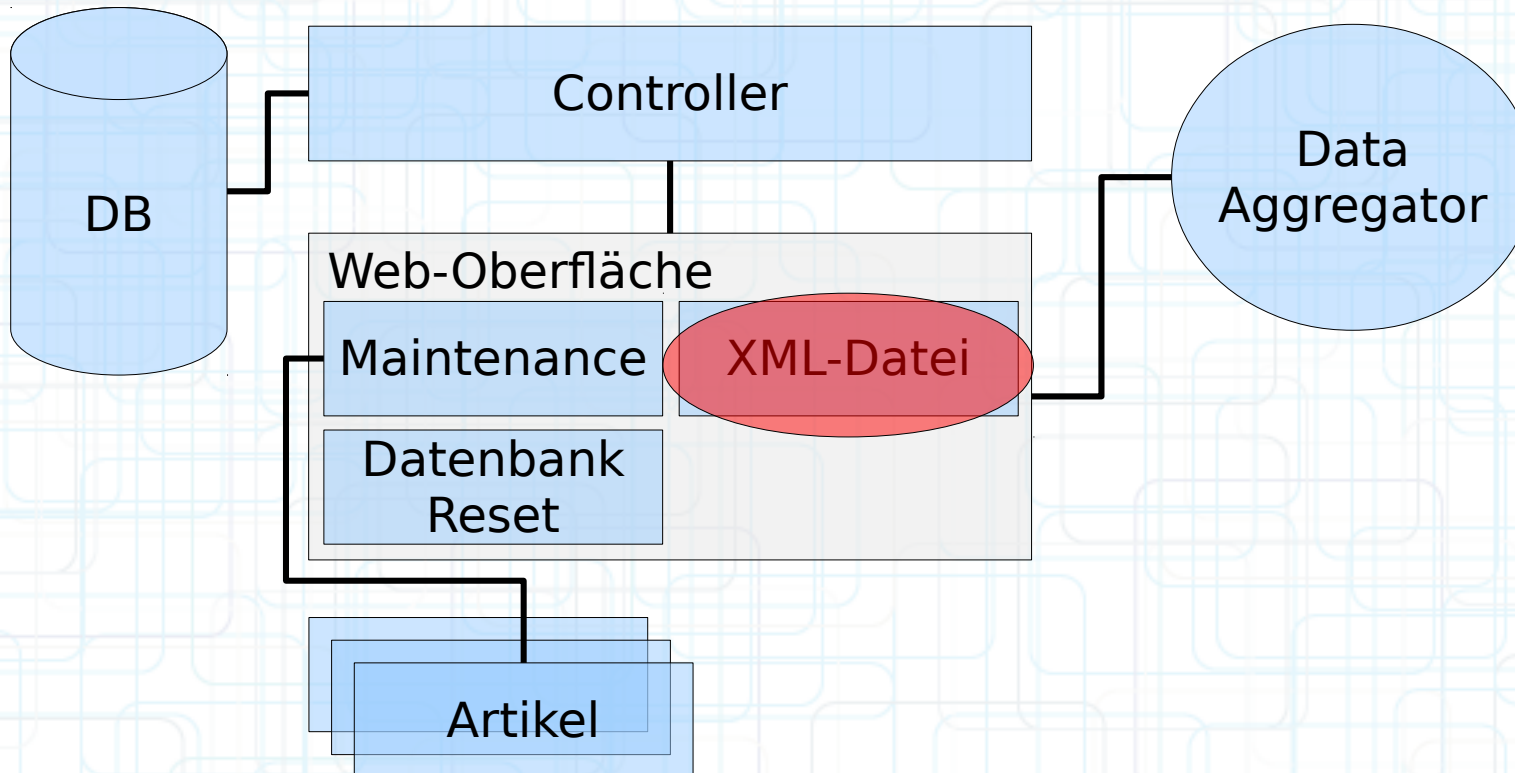 DB
Controller
Data
Aggregator
Web-Oberfläche
Maintenance
XML-Datei
Datenbank
Reset
Artikel